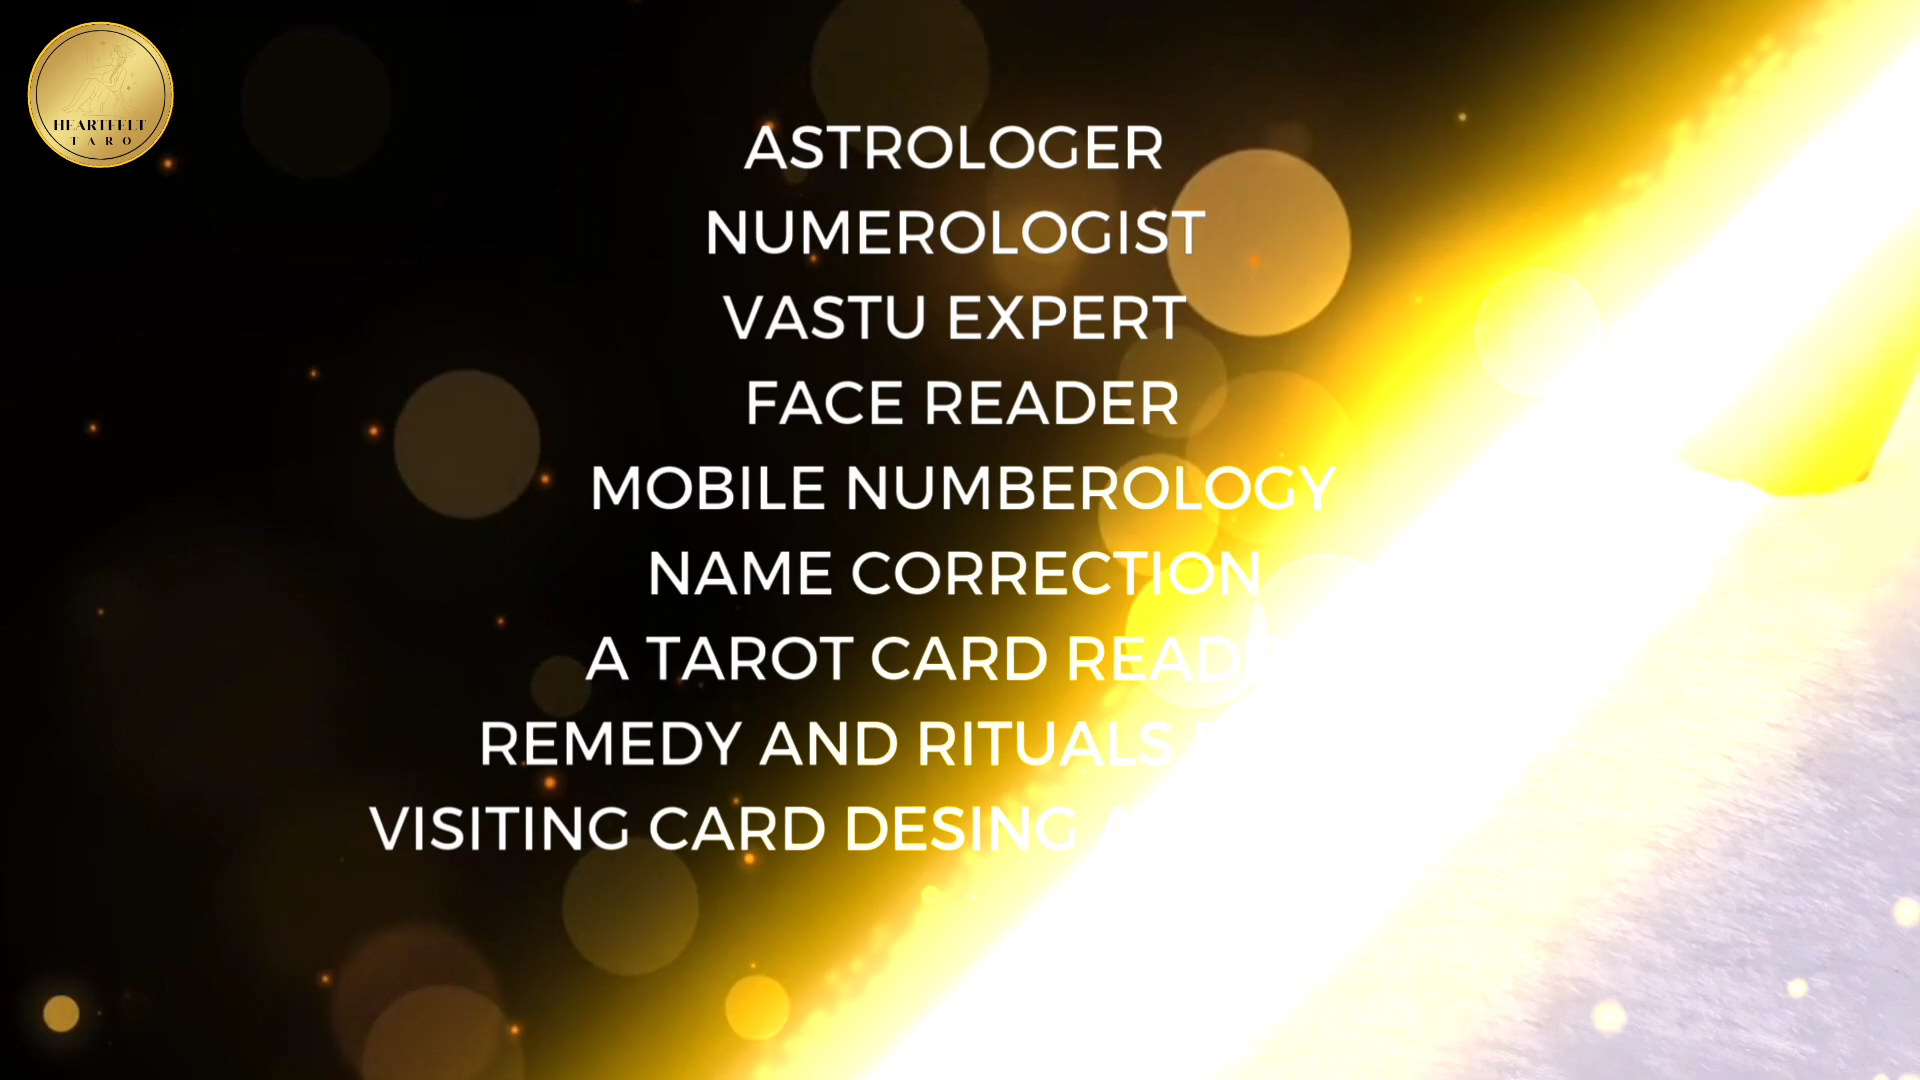 HEARTFELT
TARO
ASTROLOGER
NUMEROLOGIST
VASTU EXPERT
FACE READER
MOBILE NUMBEROLOGY
NAME CORRECTION
A TAROT CARD
REMEDY AND RITUALS
VISITING CARD DESING